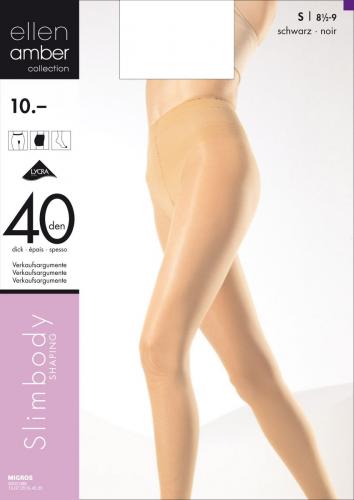 ellen
amber
collection
S | 8½-9
schwarz - noir
10.–
LYCRA
40 den
dick - épais - spesso
Verkaufsargumente
Verkaufsargumente
Verkaufsargumente
Slimbody
SHAPING
MIGROS